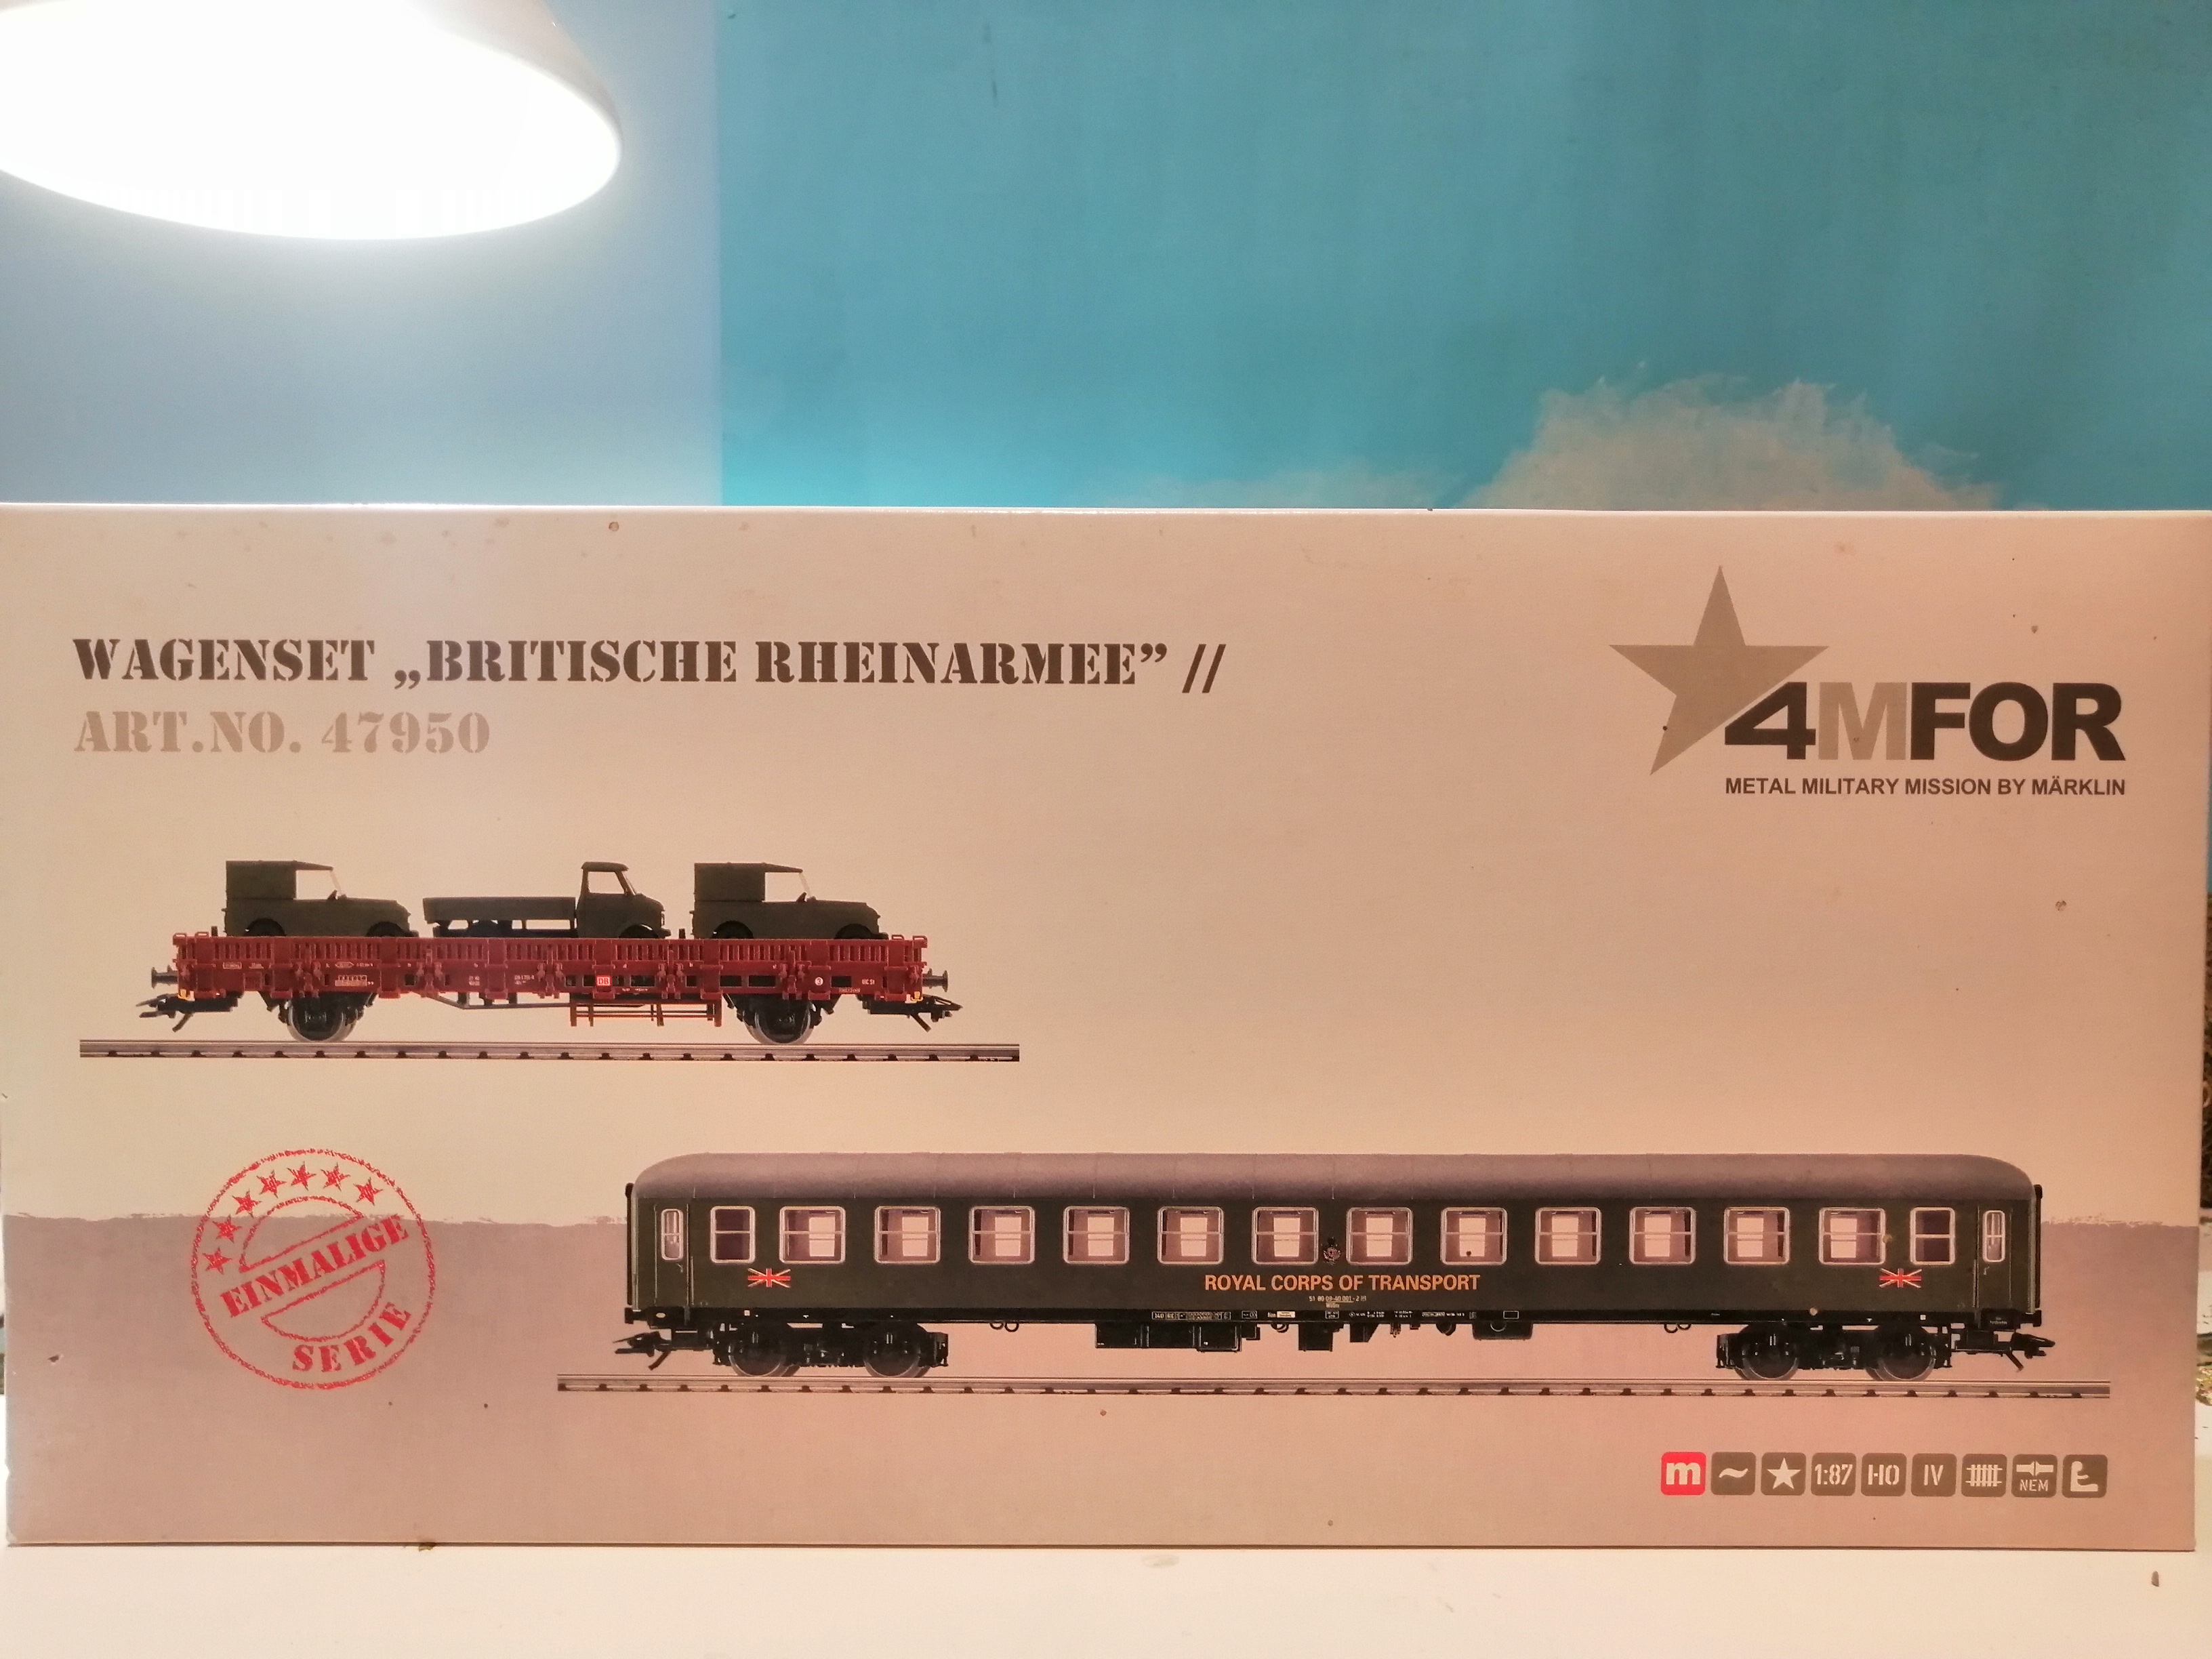 WAGENSET „BRITISCHE RHEINARMEE” //
ART.NO. 47950
4MFOR
METAL MILITARY MISSION BY MÄRKLIN
DB
EINMALIGE
SERIE
ROYAL CORPS OF TRANSPORT
m ~ 1:87 H0 IV NEM